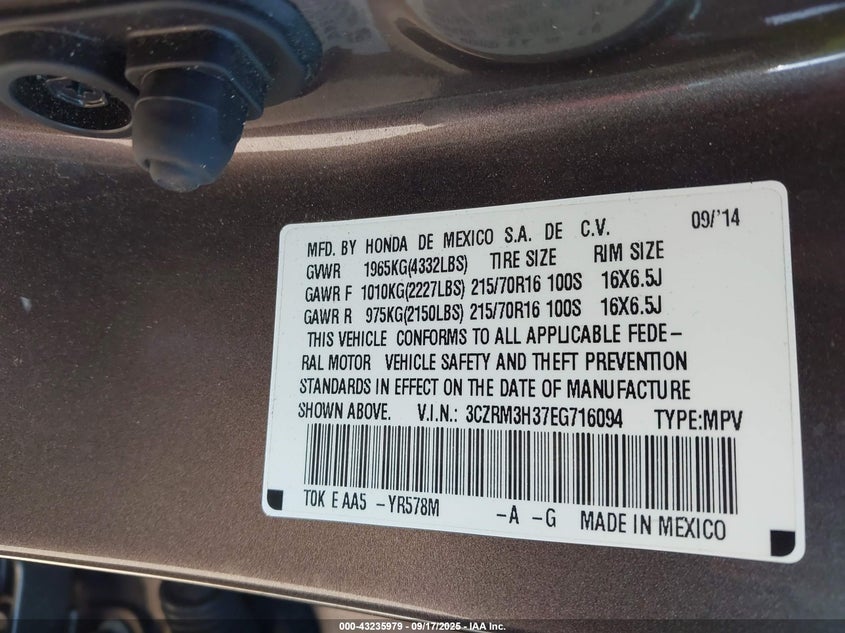 MFD. BY HONDA DE MEXICO S.A. DE C.V. 09/'14
GVWR 1965KG(4332LBS) TIRE SIZE RIM SIZE
GAWR F 1010KG(2227LBS) 215/70R16 100S 16X6.5J
GAWR R 975KG(2150LBS) 215/70R16 100S 16X6.5J
THIS VEHICLE CONFORMS TO ALL APPLICABLE FEDE-
RAL MOTOR VEHICLE SAFETY AND THEFT PREVENTION
STANDARDS IN EFFECT ON THE DATE OF MANUFACTURE
SHOWN ABOVE. V.I.N.: 3CZRM3H37EG716094 TYPE:MPV
TOK E AA5 -YR578M -A -G MADE IN MEXICO
000-43235979 - 09/17/2025 - IAA Inc.